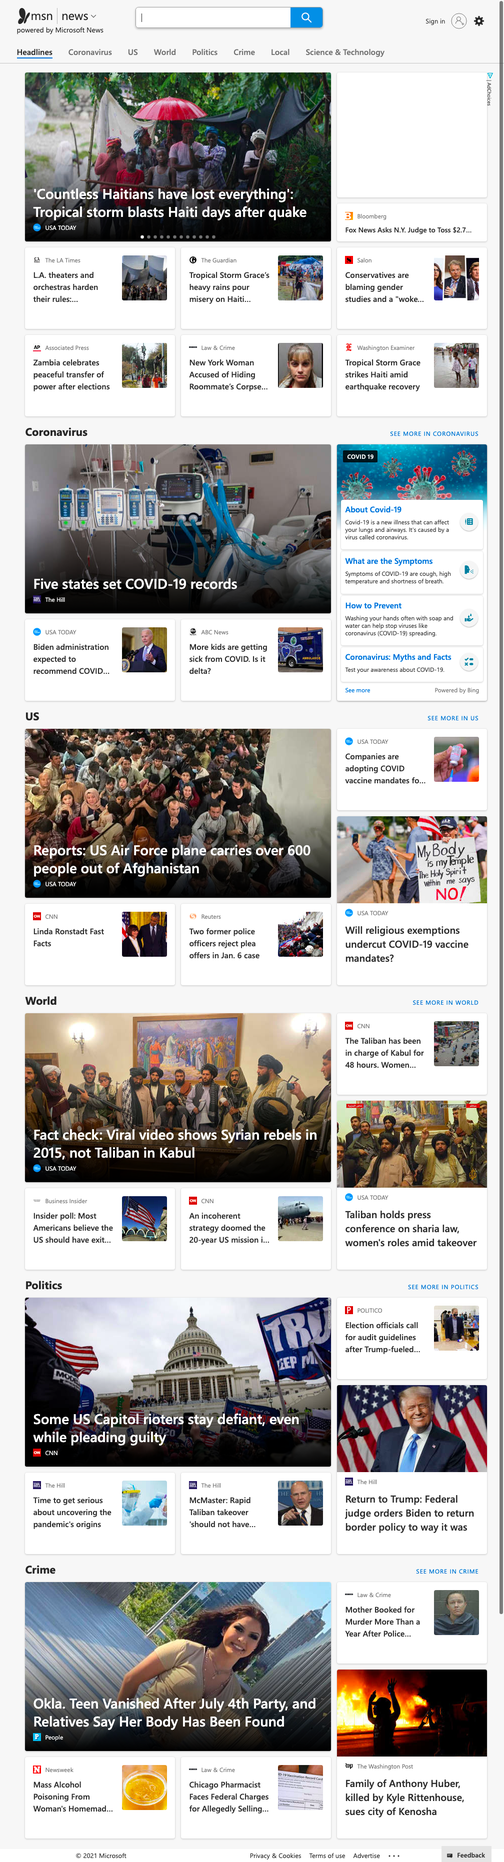 msn | news
powered by Microsoft News
Sign in
Headlines
Coronavirus
US
World
Politics
Crime
Local
Science & Technology
AdChoices
'Countless Haitians have lost everything':
Tropical storm blasts Haiti days after quake
USA TODAY
Bloomberg
Fox News Asks N.Y. Judge to Toss $2.7...
The LA Times
L.A. theaters and
orchestras harden
their rules:...
The Guardian
Tropical Storm Grace's
heavy rains pour
misery on Haiti...
Salon
Conservatives are
blaming gender
studies and a "woke...
AP
Associated Press
Zambia celebrates
peaceful transfer of
power after elections
Law & Crime
New York Woman
Accused of Hiding
Roommate's Corpse...
Washington Examiner
Tropical Storm Grace
strikes Haiti amid
earthquake recovery
Coronavirus
SEE MORE IN CORONAVIRUS
Five states set COVID-19 records
The Hill
COVID 19
About Covid-19
Covid-19 is a new illness that can affect
your lungs and airways. It's caused by a
virus called coronavirus.
What are the Symptoms
Symptoms of COVID-19 are cough, high
temperature and shortness of breath.
How to Prevent
Washing your hands often with soap and
water can help stop viruses like
coronavirus (COVID-19) spreading.
Coronavirus: Myths and Facts
Test your awareness about COVID-19.
See more
Powered by Bing
USA TODAY
Biden administration
expected to
recommend COVID...
ABC News
More kids are getting
sick from COVID. Is it
delta?
US
SEE MORE IN US
Reports: US Air Force plane carries over 600
people out of Afghanistan
USA TODAY
USA TODAY
Companies are
adopting COVID
vaccine mandates fo...
My Body
is my Temple
The Holy Spirit
within me says
NO!
USA TODAY
Will religious exemptions
undercut COVID-19 vaccine
mandates?
CNN
Linda Ronstadt Fast
Facts
Reuters
Two former police
officers reject plea
offers in Jan. 6 case
World
SEE MORE IN WORLD
Fact check: Viral video shows Syrian rebels in
2015, not Taliban in Kabul
USA TODAY
CNN
The Taliban has been
in charge of Kabul for
48 hours. Women...
USA TODAY
Taliban holds press
conference on sharia law,
women's roles amid takeover
Business Insider
Insider poll: Most
Americans believe the
US should have exit...
CNN
An incoherent
strategy doomed the
20-year US mission i...
Politics
SEE MORE IN POLITICS
Some US Capitol rioters stay defiant, even
while pleading guilty
CNN
POLITICO
Election officials call
for audit guidelines
after Trump-fueled...
The Hill
Return to Trump: Federal
judge orders Biden to return
border policy to way it was
The Hill
Time to get serious
about uncovering the
pandemic's origins
The Hill
McMaster: Rapid
Taliban takeover
'should not have...
Crime
SEE MORE IN CRIME
Okla. Teen Vanished After July 4th Party, and
Relatives Say Her Body Has Been Found
People
Law & Crime
Mother Booked for
Murder More Than a
Year After Police...
The Washington Post
Family of Anthony Huber,
killed by Kyle Rittenhouse,
sues city of Kenosha
Newsweek
Mass Alcohol
Poisoning From
Woman's Homemad...
Law & Crime
Chicago Pharmacist
Faces Federal Charges
for Allegedly Selling...
© 2021 Microsoft
Privacy & Cookies
Terms of use
Advertise
Feedback